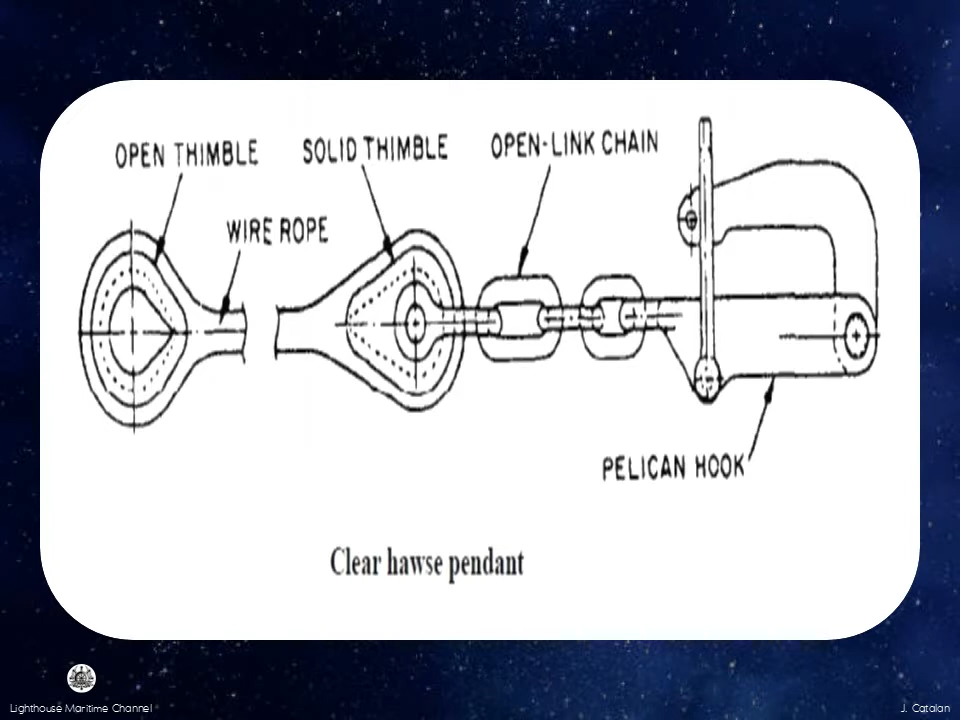 OPEN THIMBLE
SOLID THIMBLE
OPEN-LINK CHAIN
WIRE ROPE
PELICAN HOOK
Clear hawse pendant
Lighthouse Maritime Channel
J. Catalan